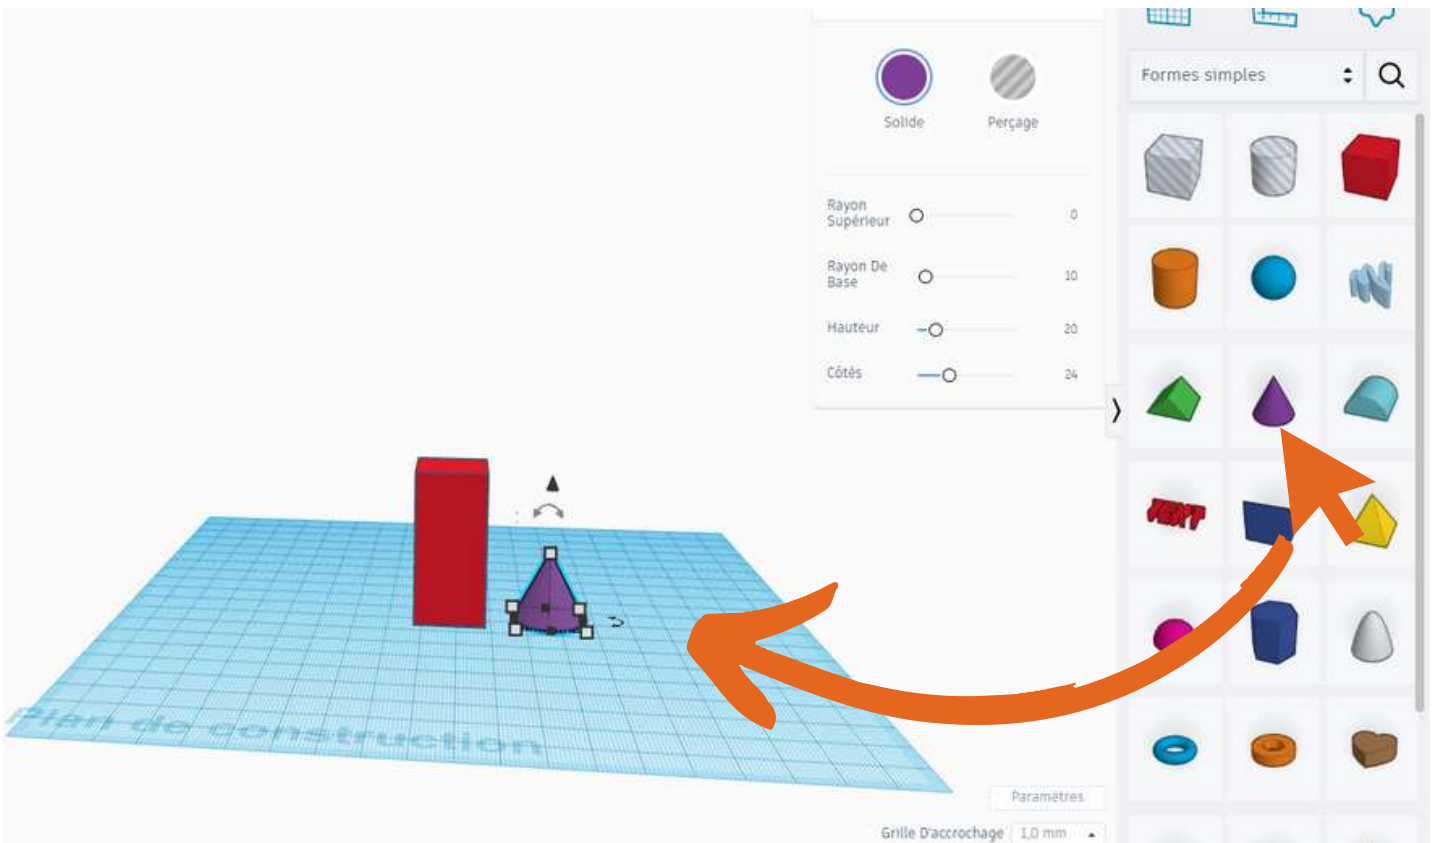 Formes simples
Solide
Perçage
Rayon
Supérieur
0
Rayon De
Base
10
Hauteur
20
Côtés
24
TEXT
Plan de construction
Paramètres
Grille D'accrochage
1,0 mm